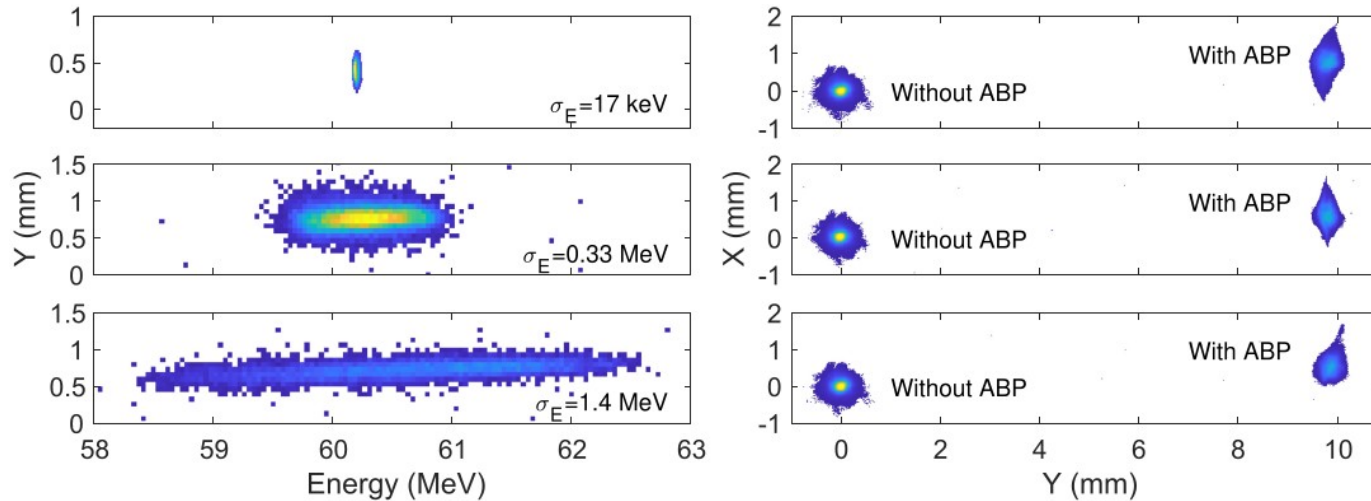 1
0.5
0
σE=17 keV
1.5
1
0.5
0
Y (mm)
σE=0.33 MeV
1.5
1
0.5
0
σE=1.4 MeV
58 59 60 61 62 63
Energy (MeV)
2
1
0
-1
Without ABP
With ABP
2
1
0
-1
X (mm)
Without ABP
With ABP
2
1
0
-1
Without ABP
With ABP
0 2 4 6 8 10
Y (mm)